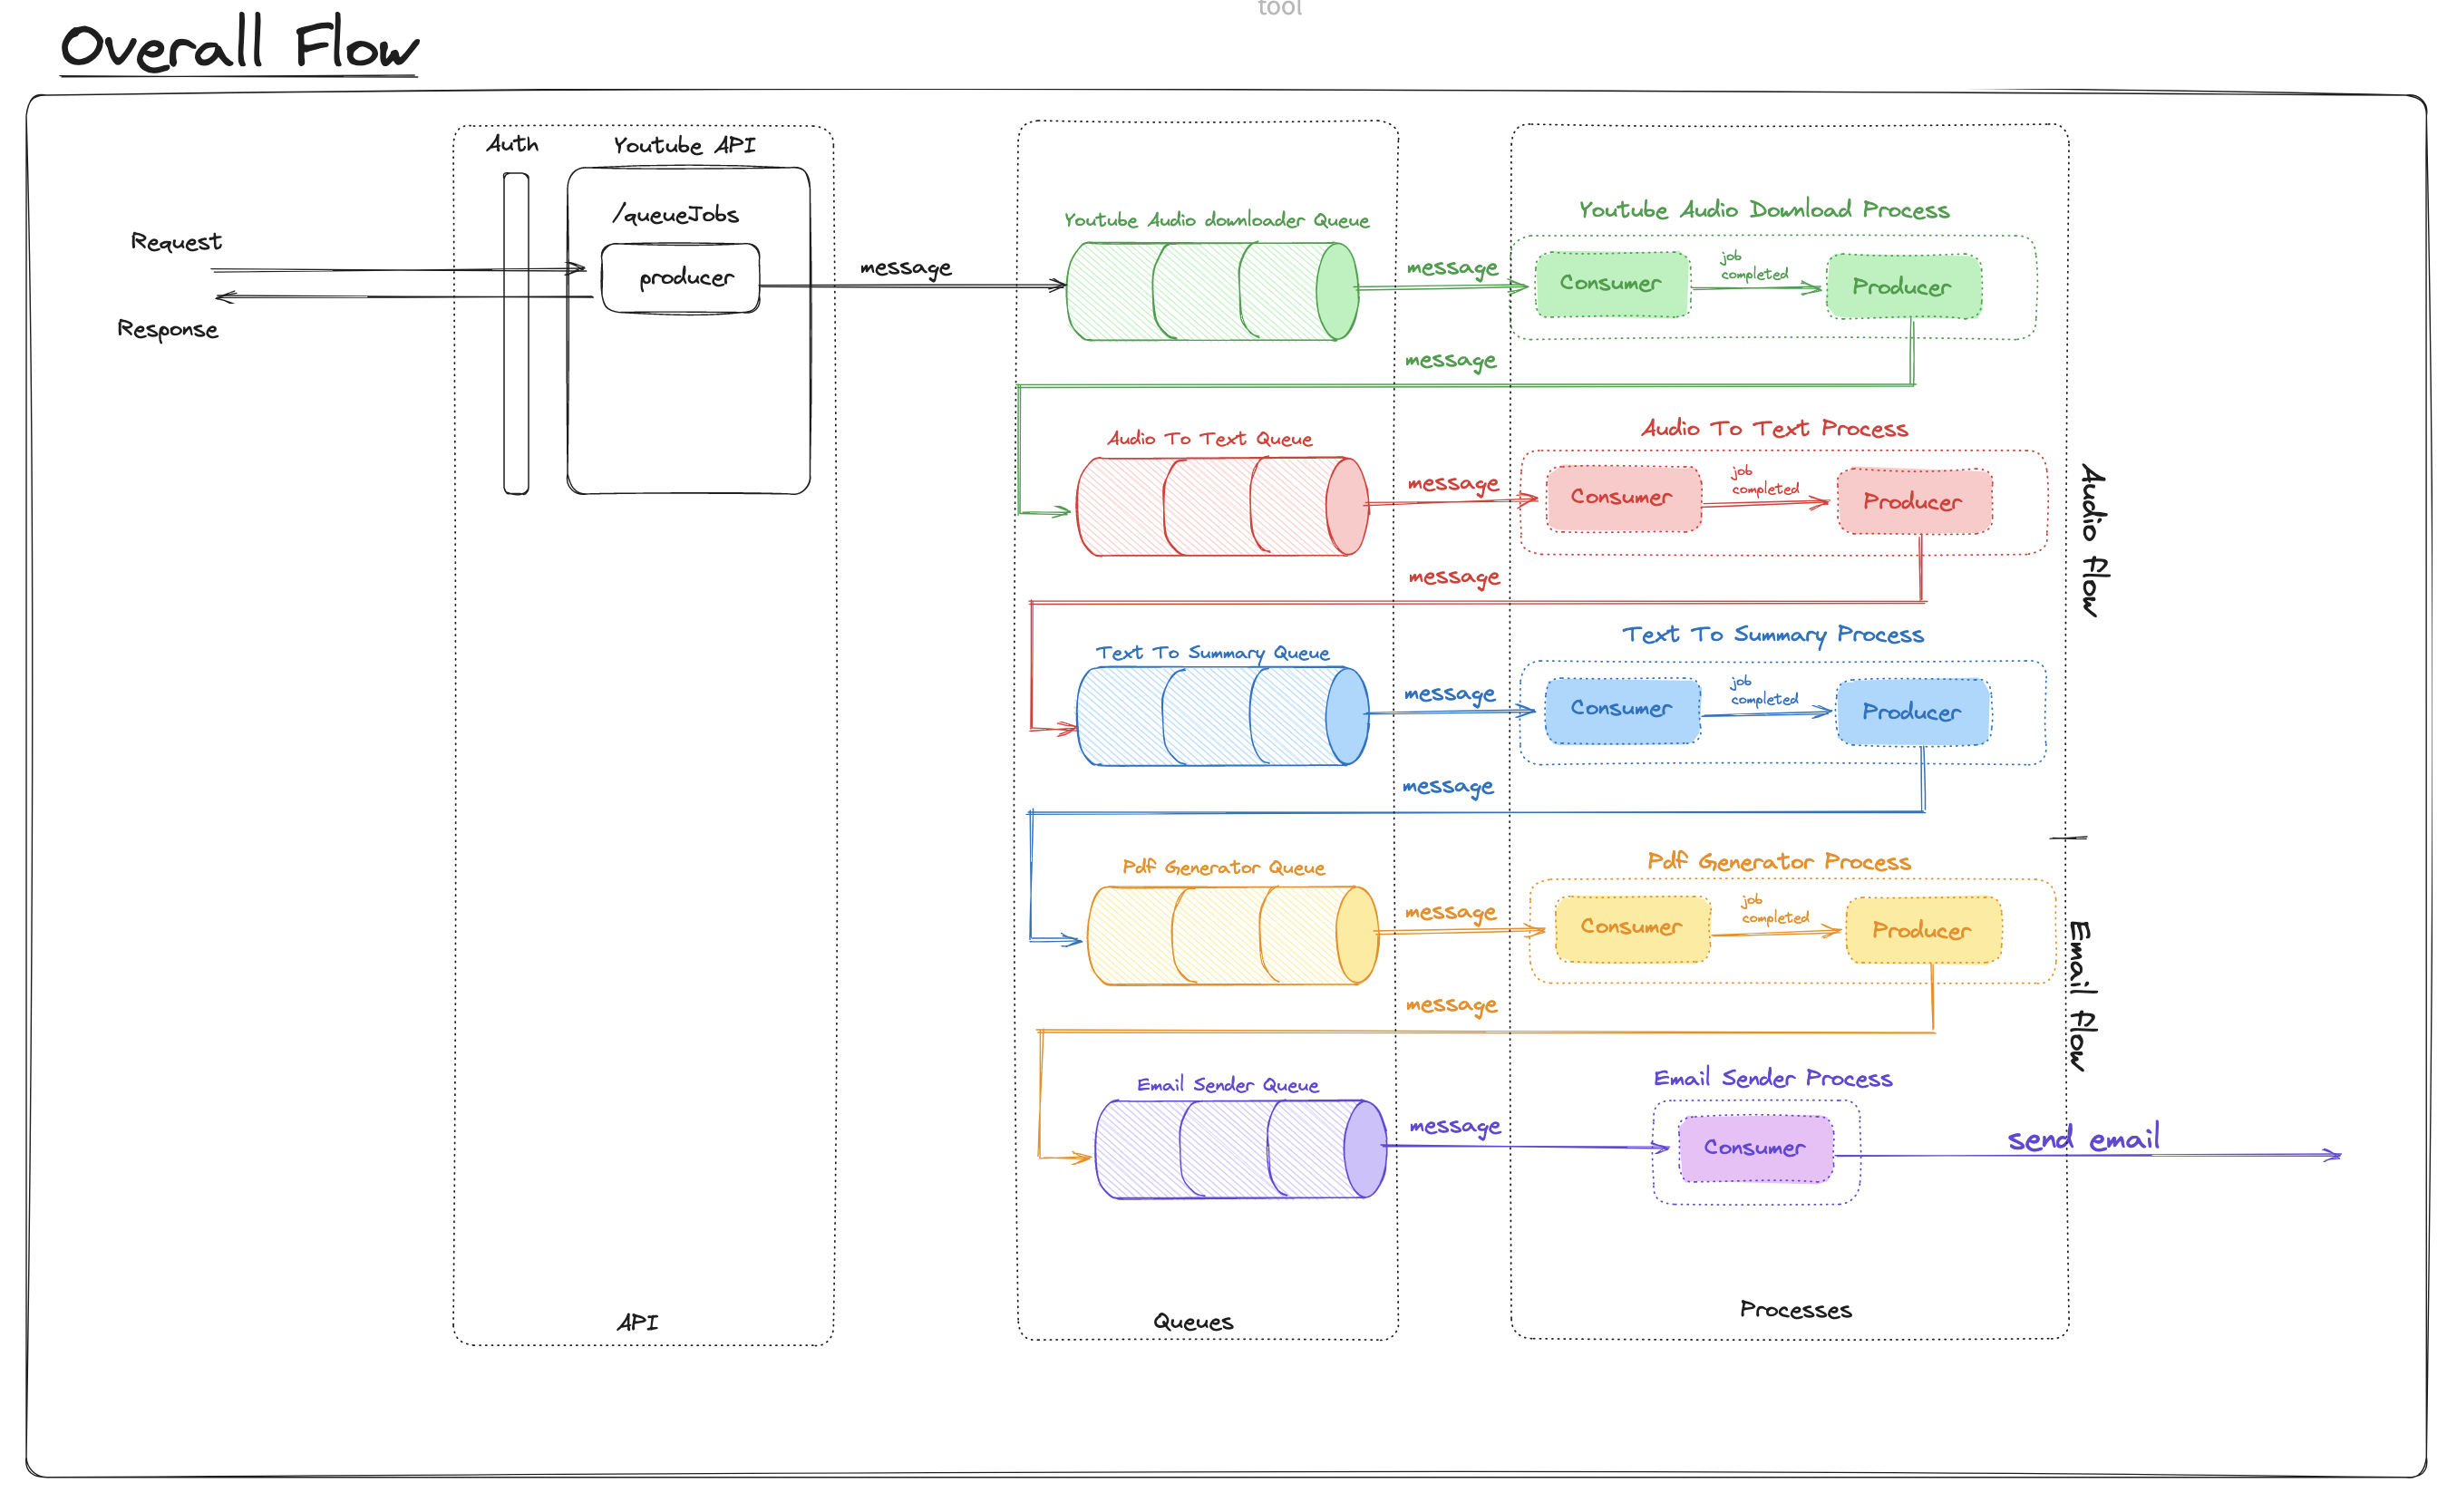 tool
Overall Flow
Auth
Youtube API
/queueJobs
Request
producer
Response
message
Youtube Audio downloader Queue
message
Youtube Audio Download Process
Consumer
job
completed
Producer
message
Audio To Text Queue
message
Audio To Text Process
Consumer
job
completed
Producer
message
Text To Summary Queue
message
Text To Summary Process
Consumer
job
completed
Producer
message
Audio flow
Pdf Generator Queue
message
Pdf Generator Process
Consumer
job
completed
Producer
message
Email flow
Email Sender Queue
message
Email Sender Process
Consumer
send email
API
Queues
Processes